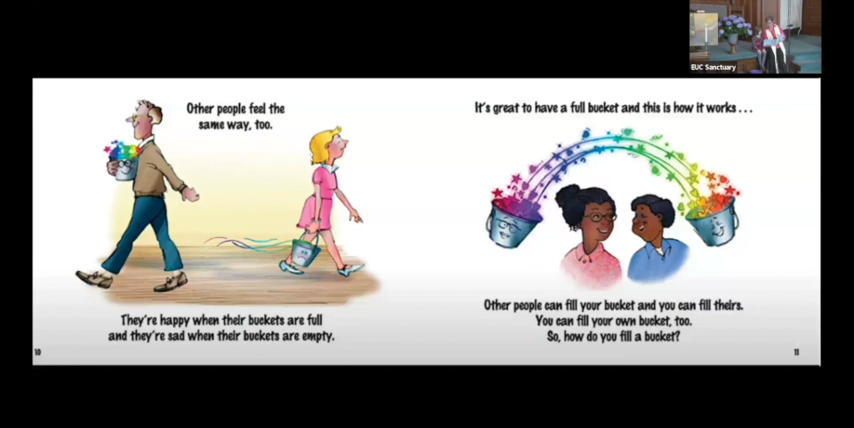 EUC Sanctuary
Other people feel the
same way, too.
They're happy when their buckets are full
and they're sad when their buckets are empty.
10
It's great to have a full bucket and this is how it works . . .
Other people can fill your bucket and you can fill theirs.
You can fill your own bucket, too.
So, how do you fill a bucket?
11